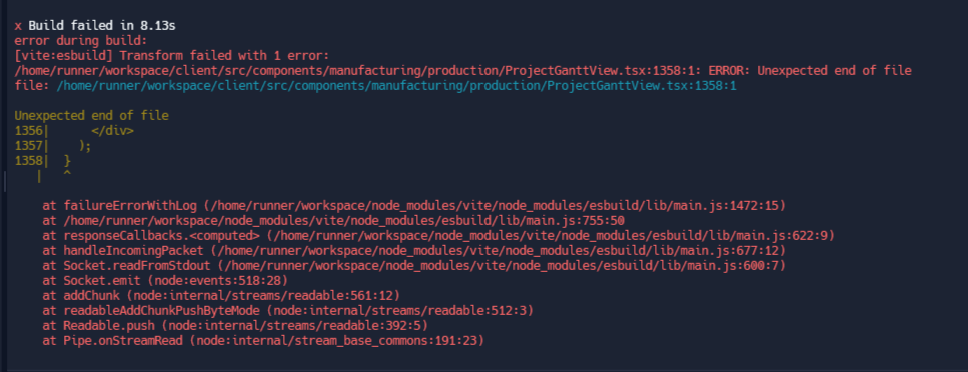 x Build failed in 8.13s
error during build:
[vite:esbuild] Transform failed with 1 error:
/home/runner/workspace/client/src/components/manufacturing/production/ProjectGanttView.tsx:1358:1: ERROR: Unexpected end of file
file: /home/runner/workspace/client/src/components/manufacturing/production/ProjectGanttView.tsx:1358:1
Unexpected end of file
1356|      </div>
1357|    );
1358|  }
   |   ^
at failureErrorWithLog (/home/runner/workspace/node_modules/vite/node_modules/esbuild/lib/main.js:1472:15)
at /home/runner/workspace/node_modules/vite/node_modules/esbuild/lib/main.js:755:50
at responseCallbacks.<computed> (/home/runner/workspace/node_modules/vite/node_modules/esbuild/lib/main.js:622:9)
at handleIncomingPacket (/home/runner/workspace/node_modules/vite/node_modules/esbuild/lib/main.js:677:12)
at Socket.readFromStdout (/home/runner/workspace/node_modules/vite/node_modules/esbuild/lib/main.js:600:7)
at Socket.emit (node:events:518:28)
at addChunk (node:internal/streams/readable:561:12)
at readableAddChunkPushByteMode (node:internal/streams/readable:512:3)
at Readable.push (node:internal/streams/readable:392:5)
at Pipe.onStreamRead (node:internal/stream_base_commons:191:23)